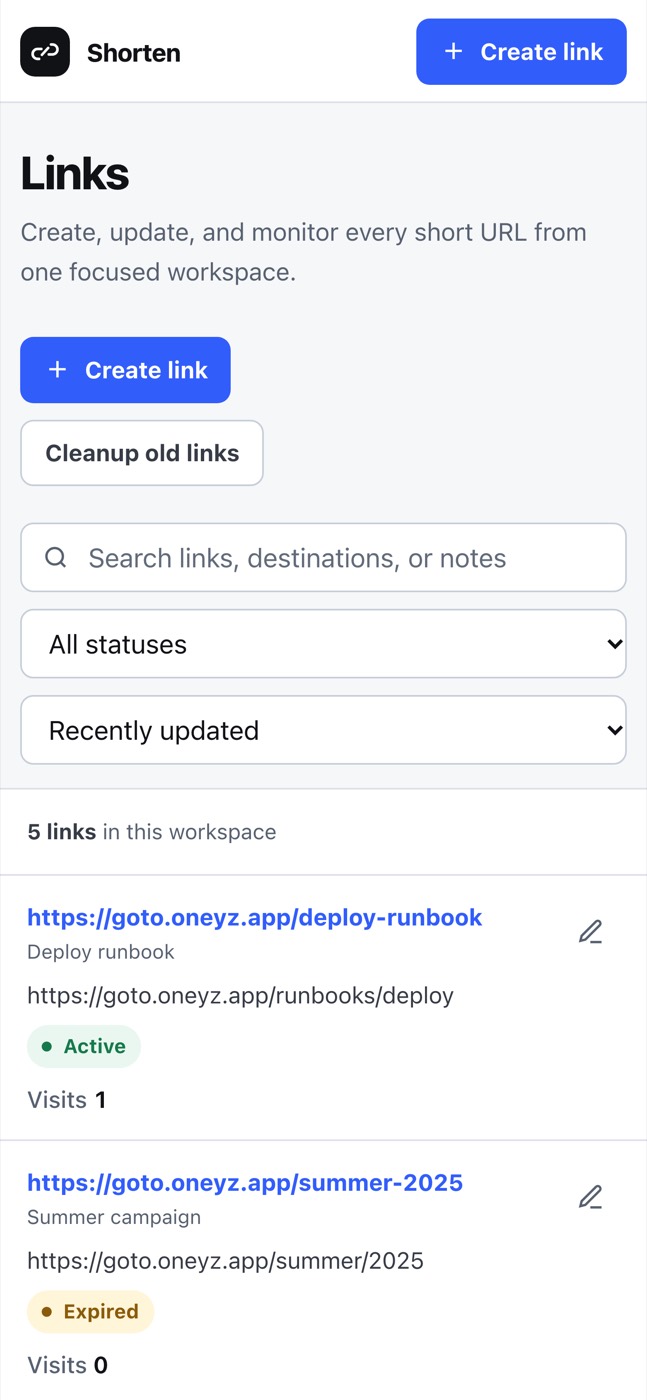 Shorten
+ Create link
Links
Create, update, and monitor every short URL from
one focused workspace.
+ Create link
Cleanup old links
Search links, destinations, or notes
All statuses
Recently updated
5 links in this workspace
https://goto.oneyz.app/deploy-runbook
Deploy runbook
https://goto.oneyz.app/runbooks/deploy
Active
Visits 1
https://goto.oneyz.app/summer-2025
Summer campaign
https://goto.oneyz.app/summer/2025
Expired
Visits 0